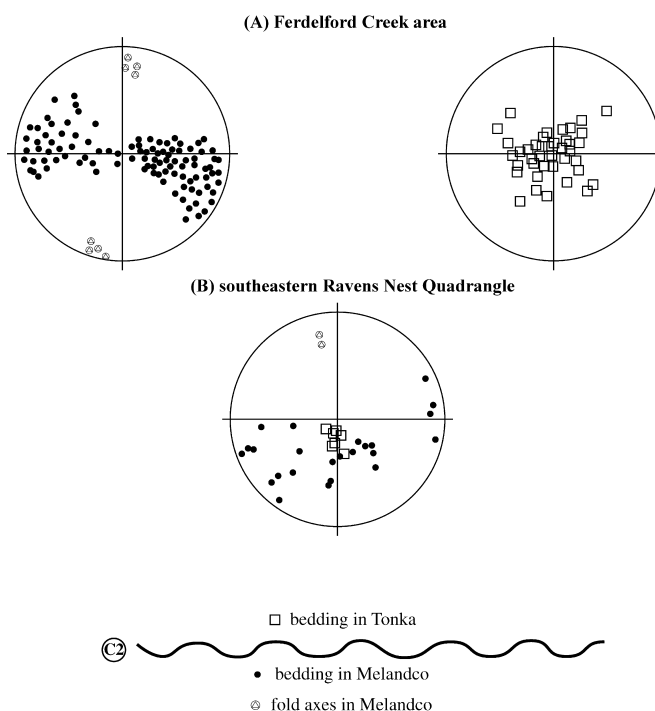 (A) Ferdelford Creek area
(B) southeastern Ravens Nest Quadrangle
bedding in Tonka
C2
bedding in Melandco
fold axes in Melandco